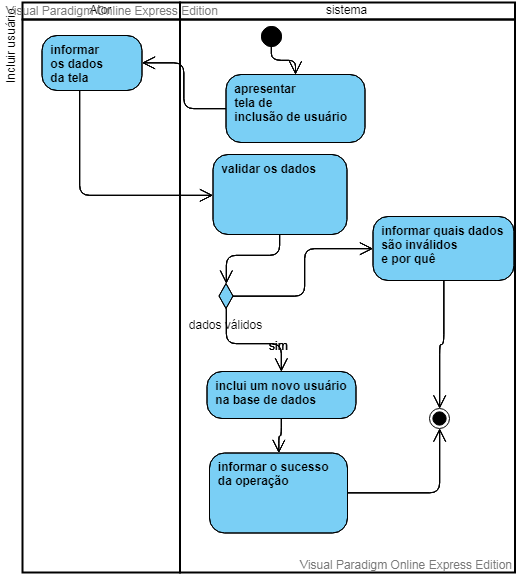 Visual Paradigm Online Express Edition
Ator
sistema
Incluir usuário
informar
os dados
da tela
apresentar
tela de
inclusão de usuário
validar os dados
informar quais dados
são inválidos
e por quê
dados válidos
sim
inclui um novo usuário
na base de dados
informar o sucesso
da operação
Visual Paradigm Online Express Edition